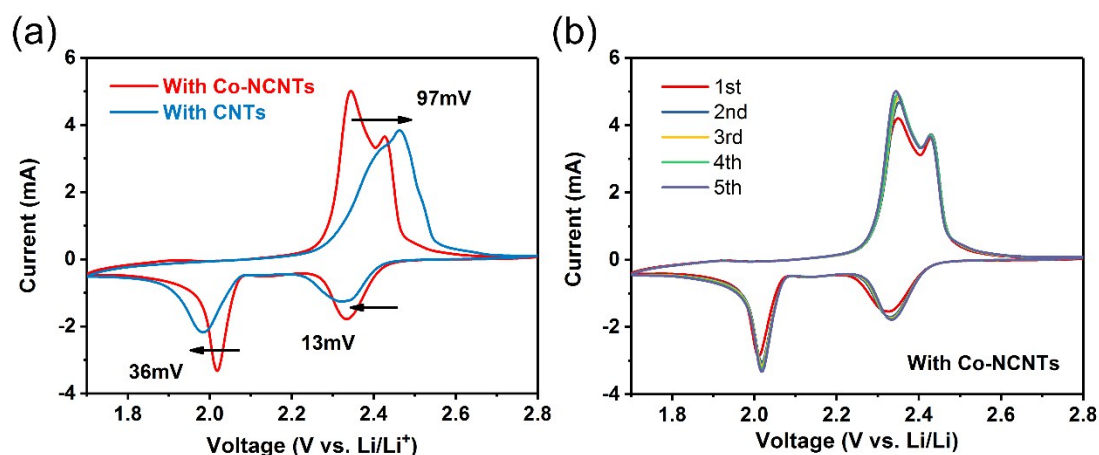 (a)
6
4
2
0
-2
-4
Current (mA)
With Co-NCNTs
With CNTs
97mV
13mV
36mV
1.8 2.0 2.2 2.4 2.6 2.8
Voltage (V vs. Li/Li⁺)
(b)
6
4
2
0
-2
-4
Current (mA)
1st
2nd
3rd
4th
5th
With Co-NCNTs
1.8 2.0 2.2 2.4 2.6 2.8
Voltage (V vs. Li/Li)